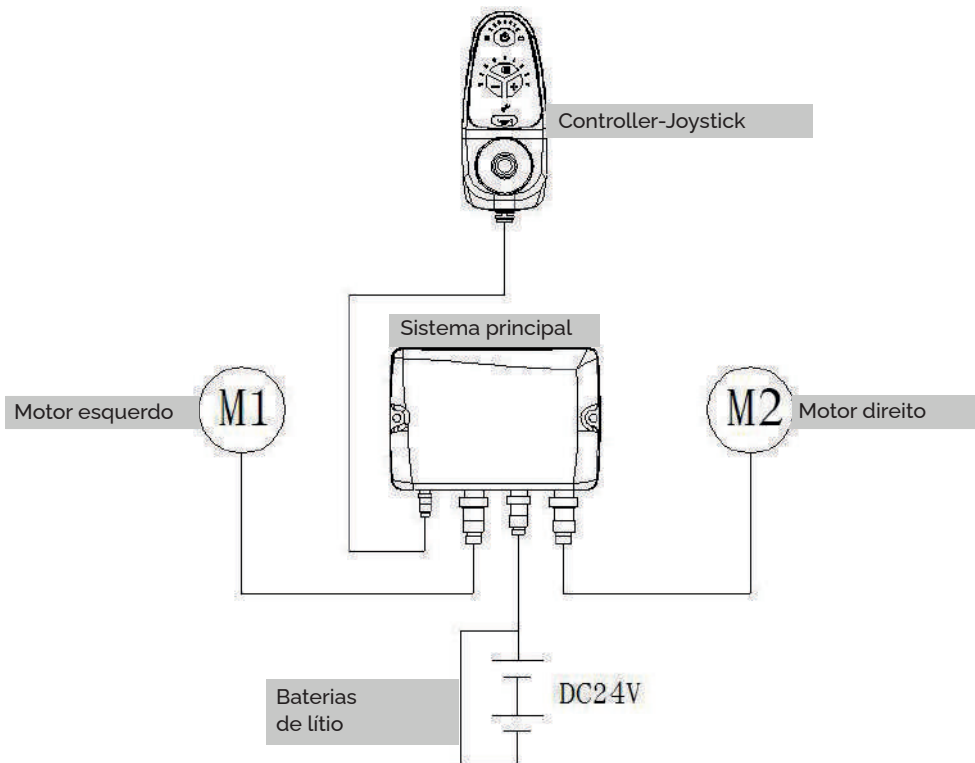 Controller-Joystick
Sistema principal
Motor esquerdo
M1
M2
Motor direito
Baterias
de lítio
DC24V